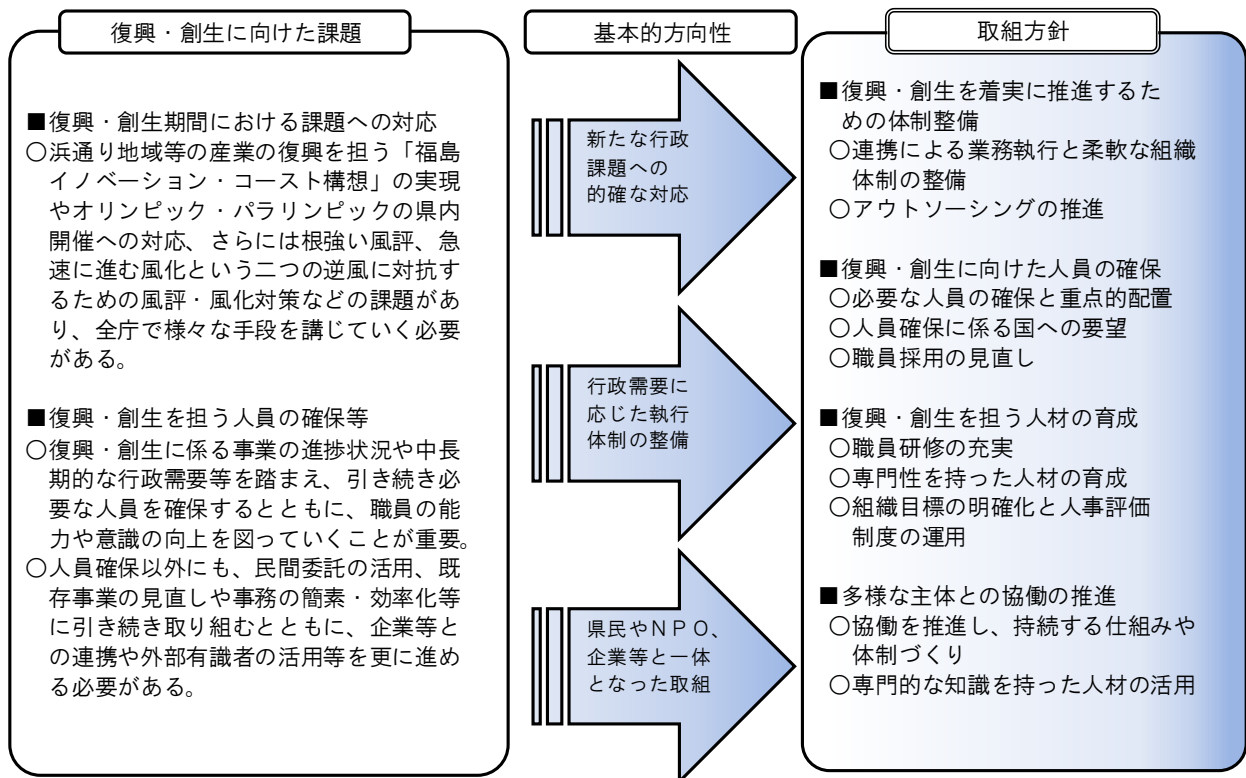 復興・創生に向けた課題
■復興・創生期間における課題への対応
○浜通り地域等の産業の復興を担う「福島
イノベーション・コースト構想」の実現
やオリンピック・パラリンピックの県内
開催への対応、さらには根強い風評、急
速に進む風化という二つの逆風に対抗す
るための風評・風化対策などの課題があ
り、全庁で様々な手段を講じていく必要
がある。
■復興・創生を担う人員の確保等
○復興・創生に係る事業の進捗状況や中長
期的な行政需要等を踏まえ、引き続き必
要な人員を確保するとともに、職員の能
力や意識の向上を図っていくことが重要。
○人員確保以外にも、民間委託の活用、既
存事業の見直しや事務の簡素・効率化等
に引き続き取り組むとともに、企業等と
の連携や外部有識者の活用等を更に進め
る必要がある。
基本的方向性
新たな行政
課題への
的確な対応
行政需要に
応じた執行
体制の整備
県民やNPO、
企業等と一体
となった取組
取組方針
■復興・創生を着実に推進するた
めの体制整備
○連携による業務執行と柔軟な組織
体制の整備
○アウトソーシングの推進
■復興・創生に向けた人員の確保
○必要な人員の確保と重点的配置
○人員確保に係る国への要望
○職員採用の見直し
■復興・創生を担う人材の育成
○職員研修の充実
○専門性を持った人材の育成
○組織目標の明確化と人事評価
制度の運用
■多様な主体との協働の推進
○協働を推進し、持続する仕組みや
体制づくり
○専門的な知識を持った人材の活用